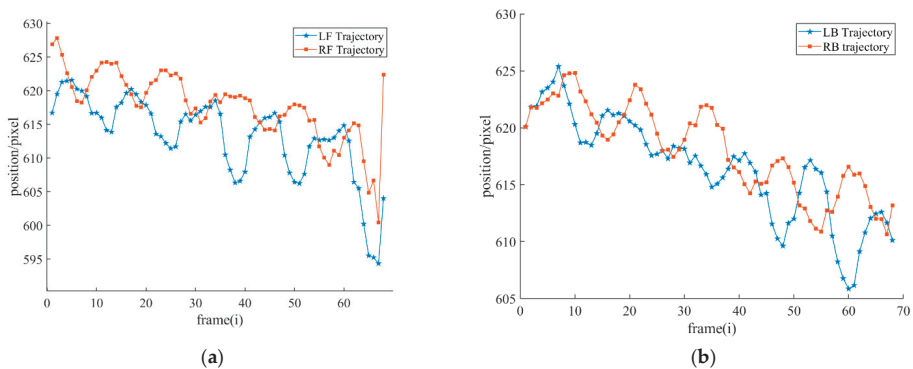 630
625
620
615
610
605
600
595
0 10 20 30 40 50 60
position/pixel
frame(i)
LF Trajectory
RF Trajectory
(a)
630
625
620
615
610
605
0 10 20 30 40 50 60 70
position/pixel
frame(i)
LB Trajectory
RB trajectory
(b)